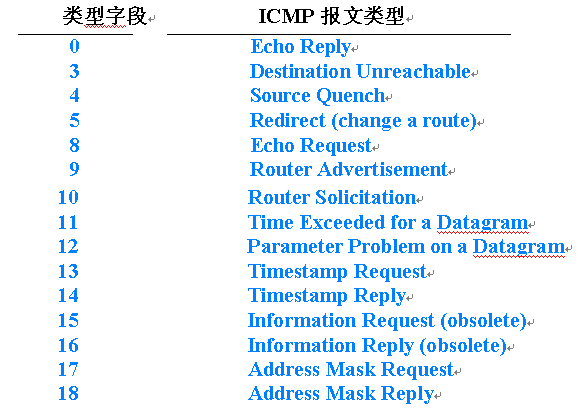 类型字段 ICMP 报文类型
0 Echo Reply
3 Destination Unreachable
4 Source Quench
5 Redirect (change a route)
8 Echo Request
9 Router Advertisement
10 Router Solicitation
11 Time Exceeded for a Datagram
12 Parameter Problem on a Datagram
13 Timestamp Request
14 Timestamp Reply
15 Information Request (obsolete)
16 Information Reply (obsolete)
17 Address Mask Request
18 Address Mask Reply